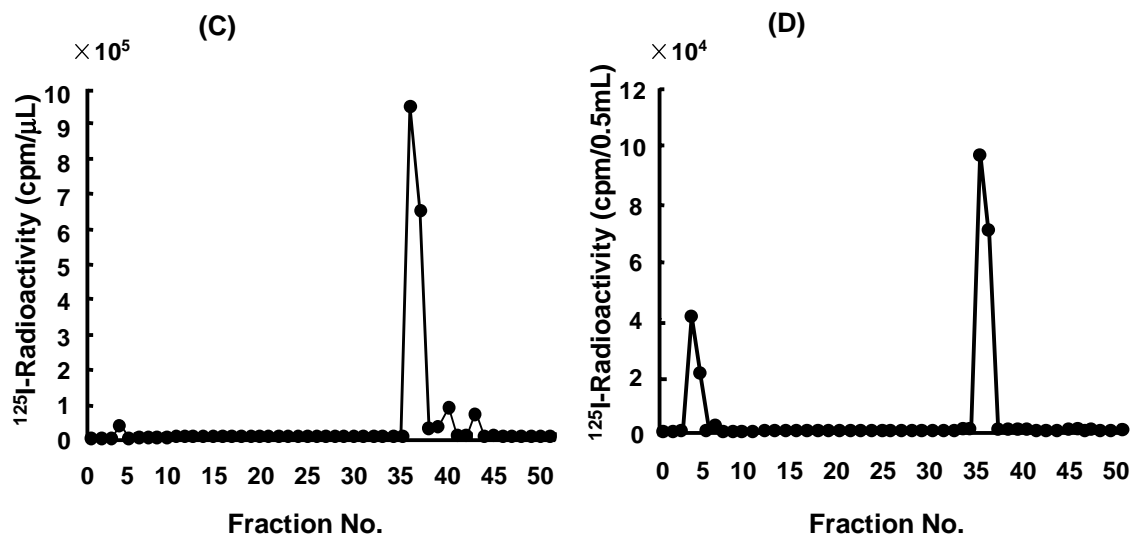 (C)
×10⁵
¹²⁵I-Radioactivity (cpm/μL)
10
9
8
7
6
5
4
3
2
1
0
0 5 10 15 20 25 30 35 40 45 50
Fraction No.
(D)
×10⁴
¹²⁵I-Radioactivity (cpm/0.5mL)
12
10
8
6
4
2
0
0 5 10 15 20 25 30 35 40 45 50
Fraction No.